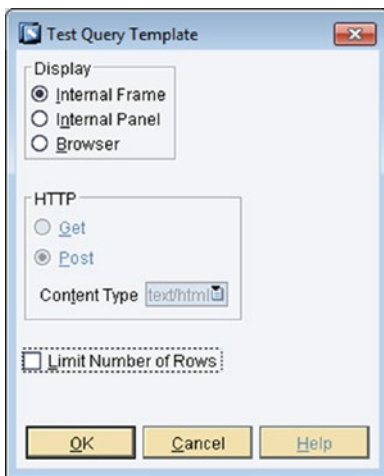 Test Query Template
Display
Internal Frame
Internal Panel
Browser
HTTP
Get
Post
Content Type text/html
Limit Number of Rows
OK Cancel Help